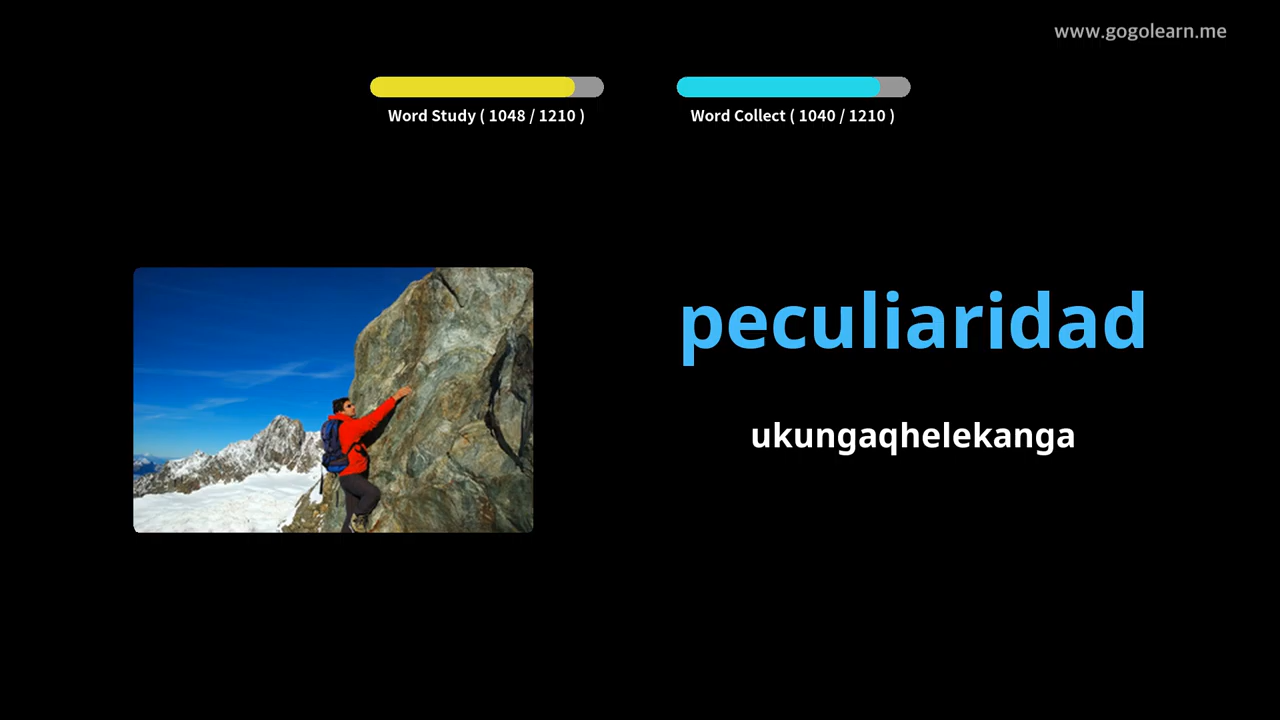 www.gogolearn.me
Word Study ( 1048 / 1210 )
Word Collect ( 1040 / 1210 )
peculiaridad
ukungaqhelekanga